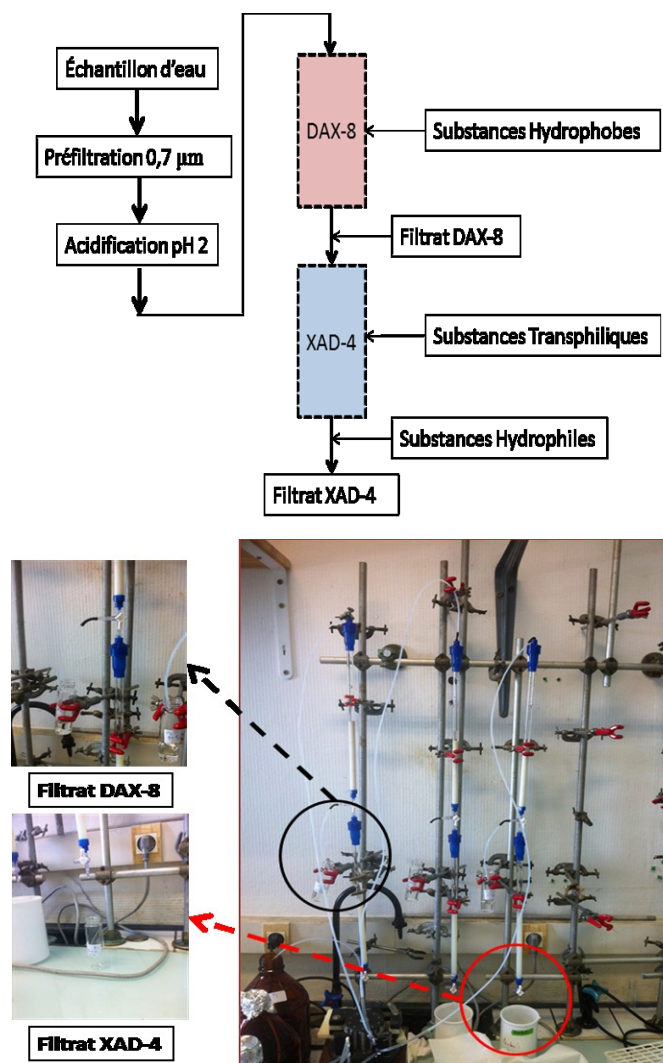 Échantillon d'eau
Préfiltration 0,7 µm
Acidification pH 2
DAX-8
Substances Hydrophobes
Filtrat DAX-8
XAD-4
Substances Transphiliques
Substances Hydrophiles
Filtrat XAD-4
Filtrat DAX-8
Filtrat XAD-4